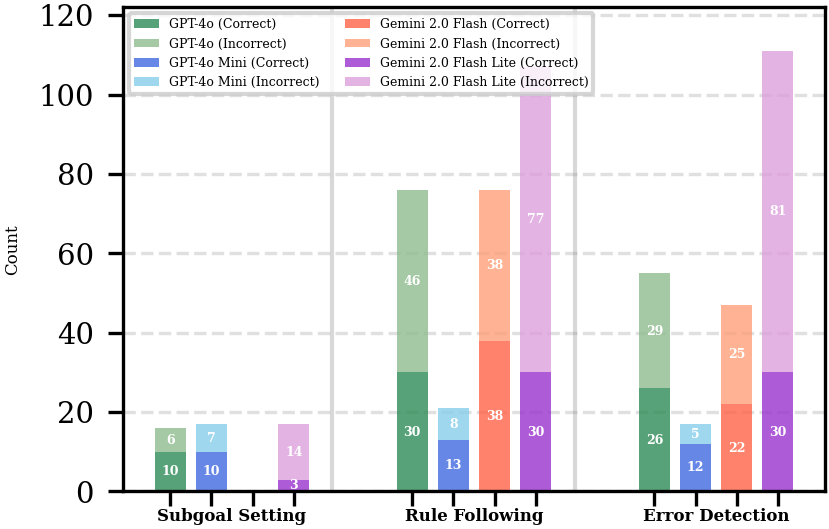 GPT-4o (Correct)
GPT-4o (Incorrect)
GPT-4o Mini (Correct)
GPT-4o Mini (Incorrect)
Gemini 2.0 Flash (Correct)
Gemini 2.0 Flash (Incorrect)
Gemini 2.0 Flash Lite (Correct)
Gemini 2.0 Flash Lite (Incorrect)
Count
120
100
80
60
40
20
0
6
10
7
10
14
3
46
30
8
13
38
38
77
30
29
26
5
12
25
22
81
30
Subgoal Setting
Rule Following
Error Detection